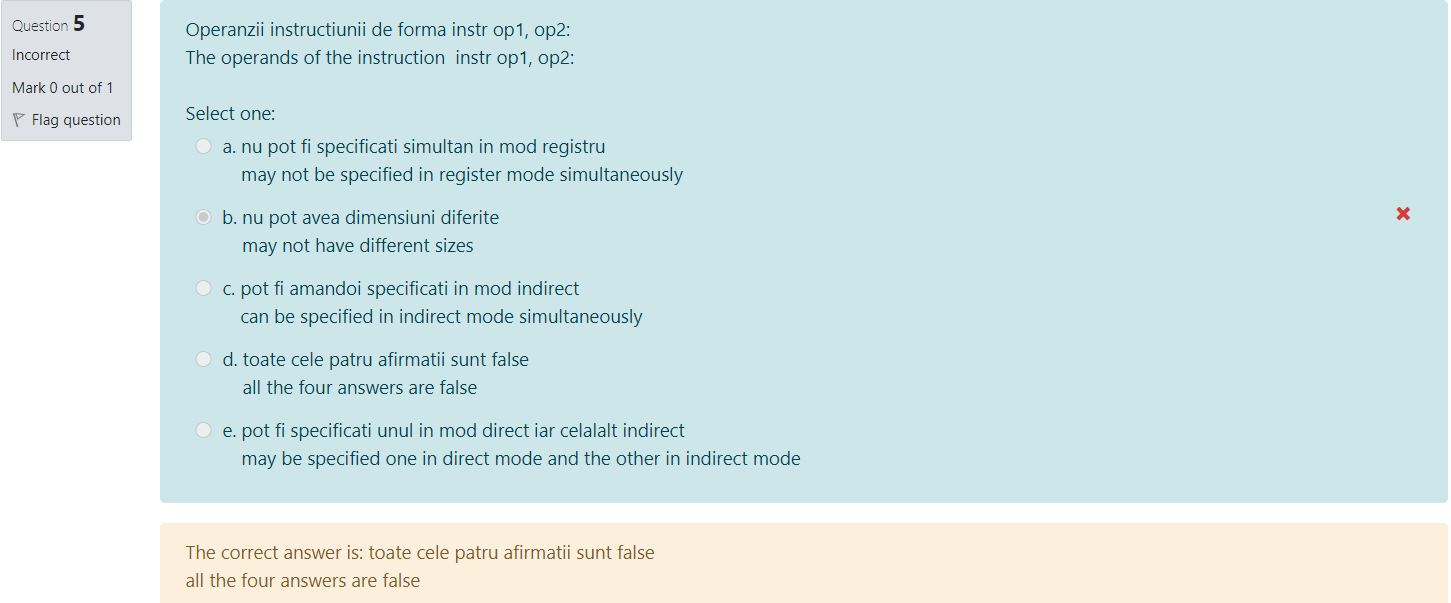 Question 5
Incorrect
Mark 0 out of 1
Flag question
Operanzii instructiunii de forma instr op1, op2:
The operands of the instruction instr op1, op2:
Select one:
a. nu pot fi specificati simultan in mod registru
may not be specified in register mode simultaneously
b. nu pot avea dimensiuni diferite
may not have different sizes
c. pot fi amandoi specificati in mod indirect
can be specified in indirect mode simultaneously
d. toate cele patru afirmatii sunt false
all the four answers are false
e. pot fi specificati unul in mod direct iar celalalt indirect
may be specified one in direct mode and the other in indirect mode
The correct answer is: toate cele patru afirmatii sunt false
all the four answers are false